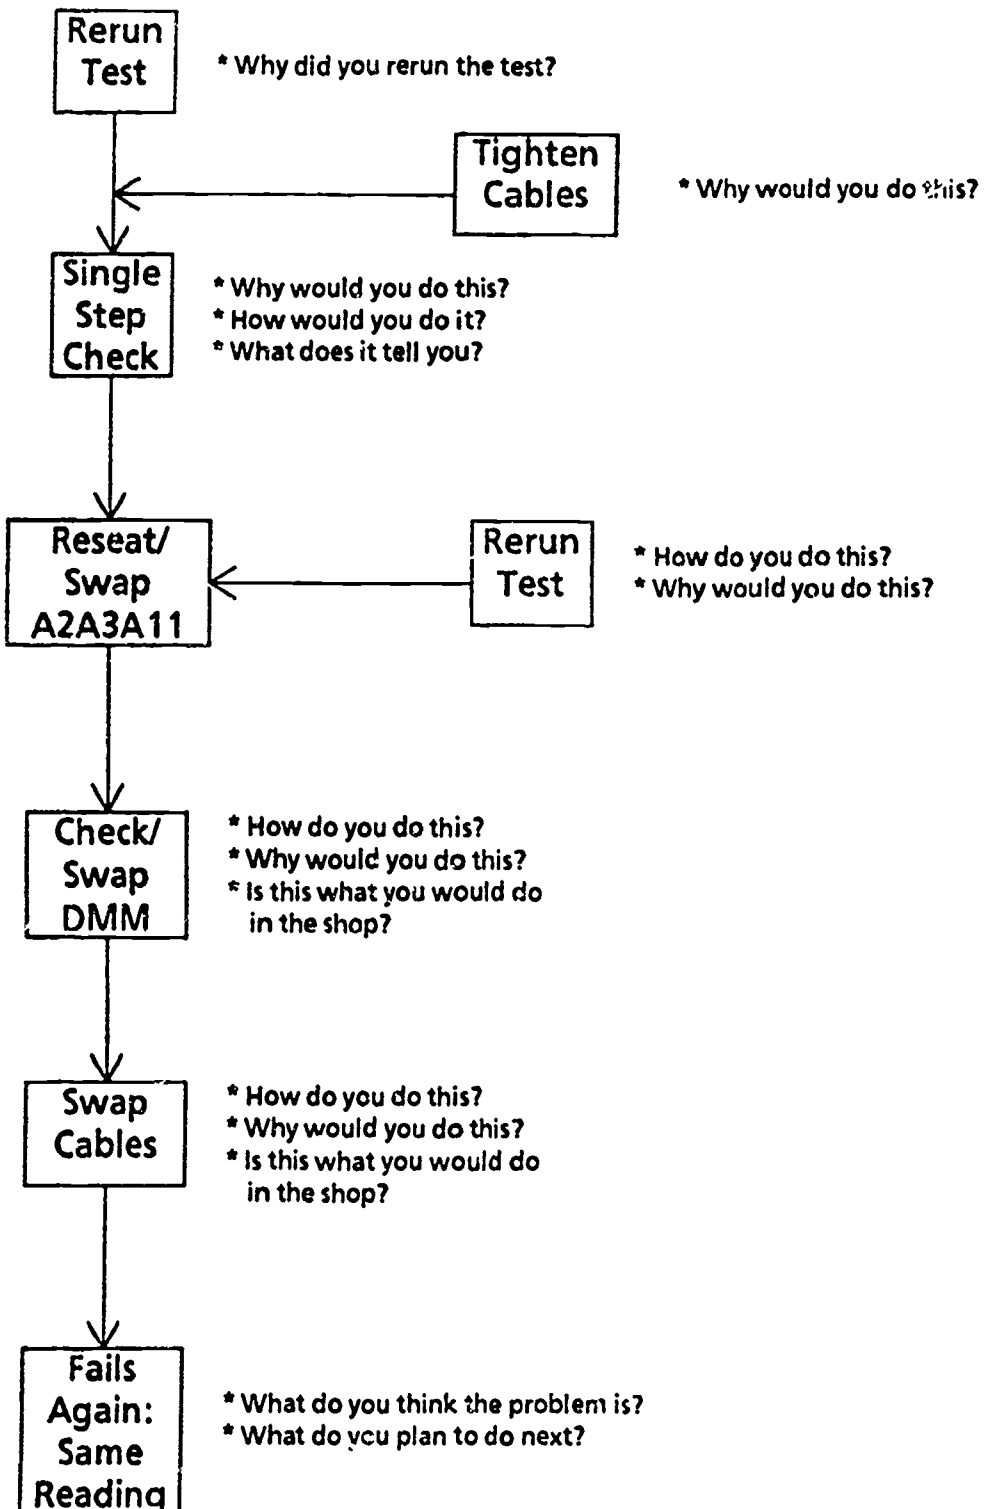 Rerun
Test
* Why did you rerun the test?
Tighten
Cables
* Why would you do this?
Single
Step
Check
* Why would you do this?
* How would you do it?
* What does it tell you?
Reseat/
Swap
A2A3A11
Rerun
Test
* How do you do this?
* Why would you do this?
Check/
Swap
DMM
* How do you do this?
* Why would you do this?
* Is this what you would do
in the shop?
Swap
Cables
* How do you do this?
* Why would you do this?
* Is this what you would do
in the shop?
Fails
Again:
Same
Reading
* What do you think the problem is?
* What do you plan to do next?